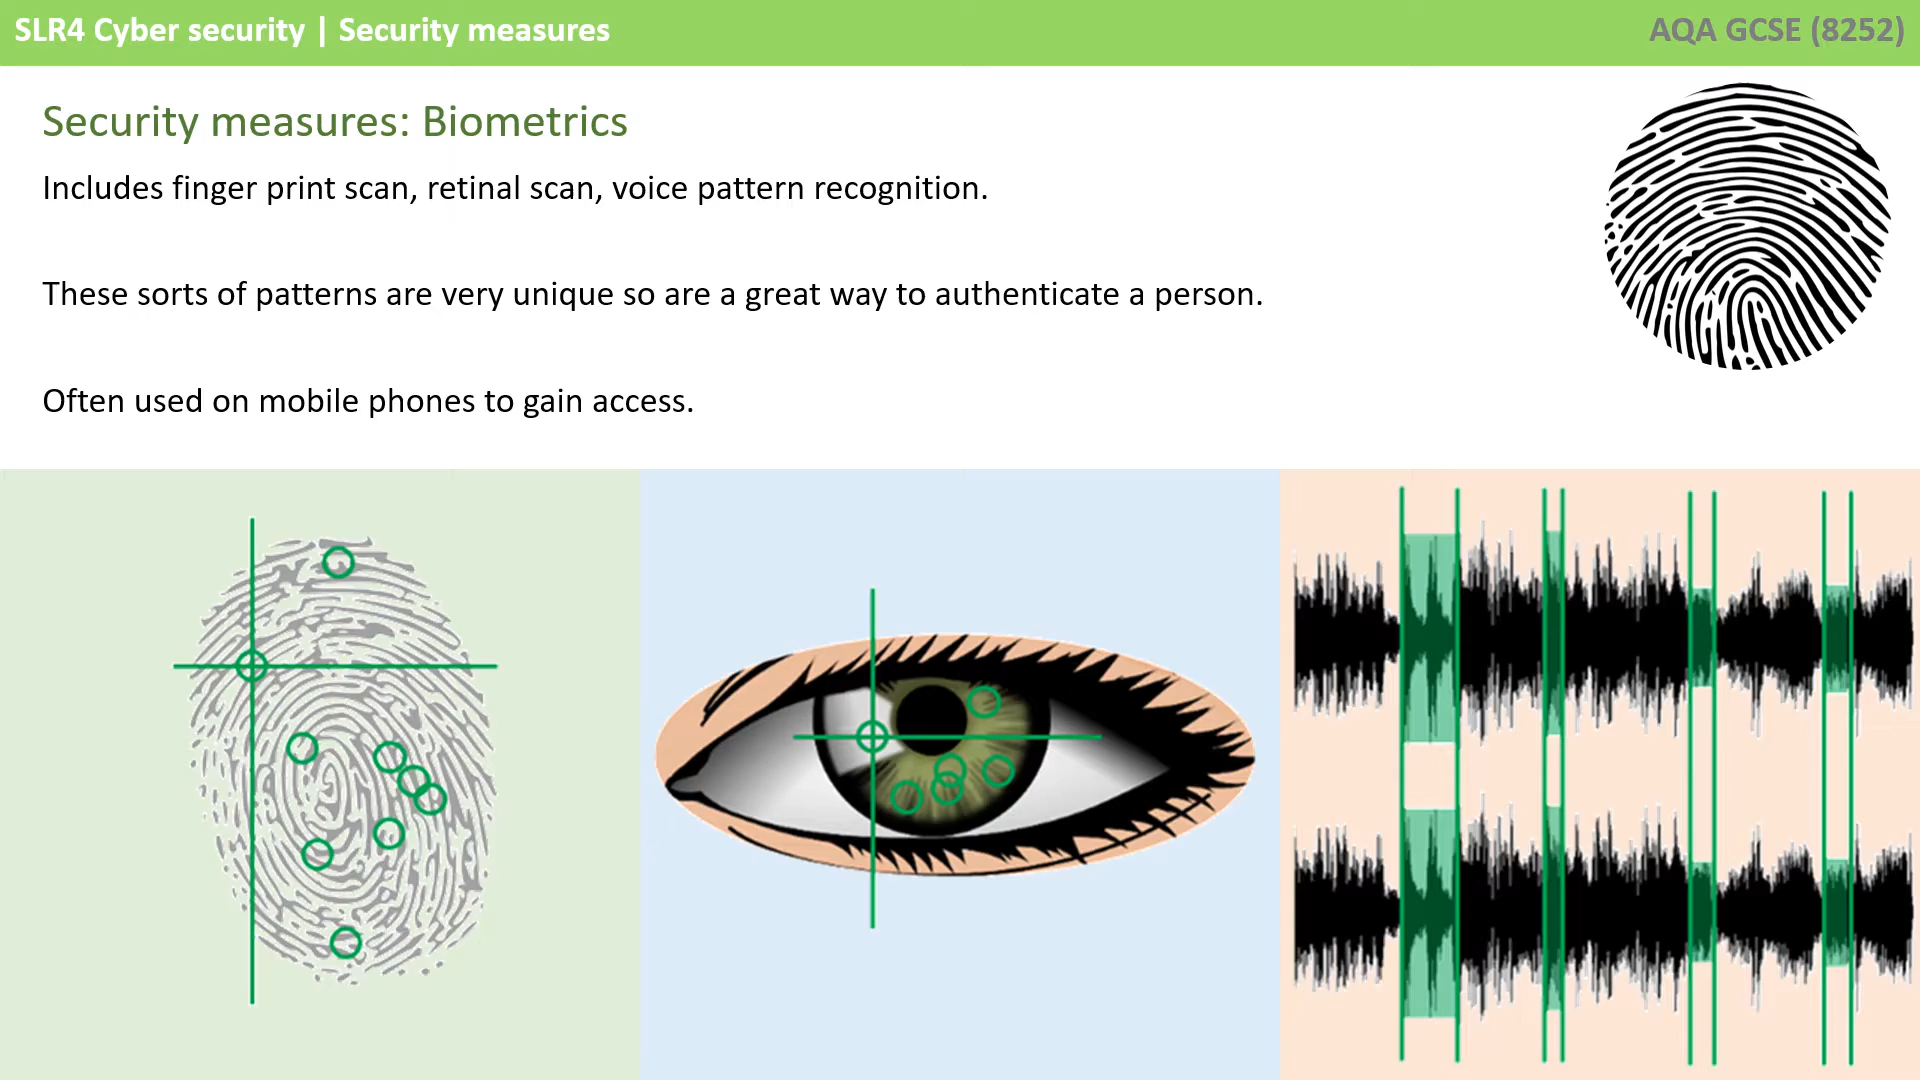 SLR4 Cyber security | Security measures
AQA GCSE (8252)
Security measures: Biometrics
Includes finger print scan, retinal scan, voice pattern recognition.
These sorts of patterns are very unique so are a great way to authenticate a person.
Often used on mobile phones to gain access.